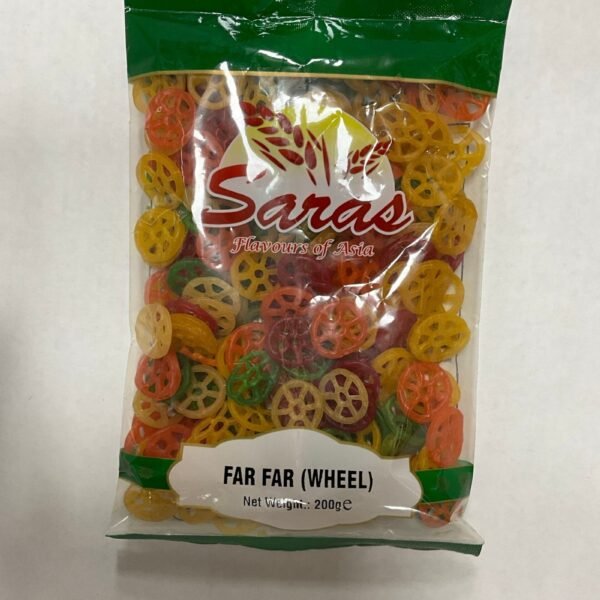 Saras
Flavours of Asia
FAR FAR (WHEEL)
Net Weight.: 200g℮